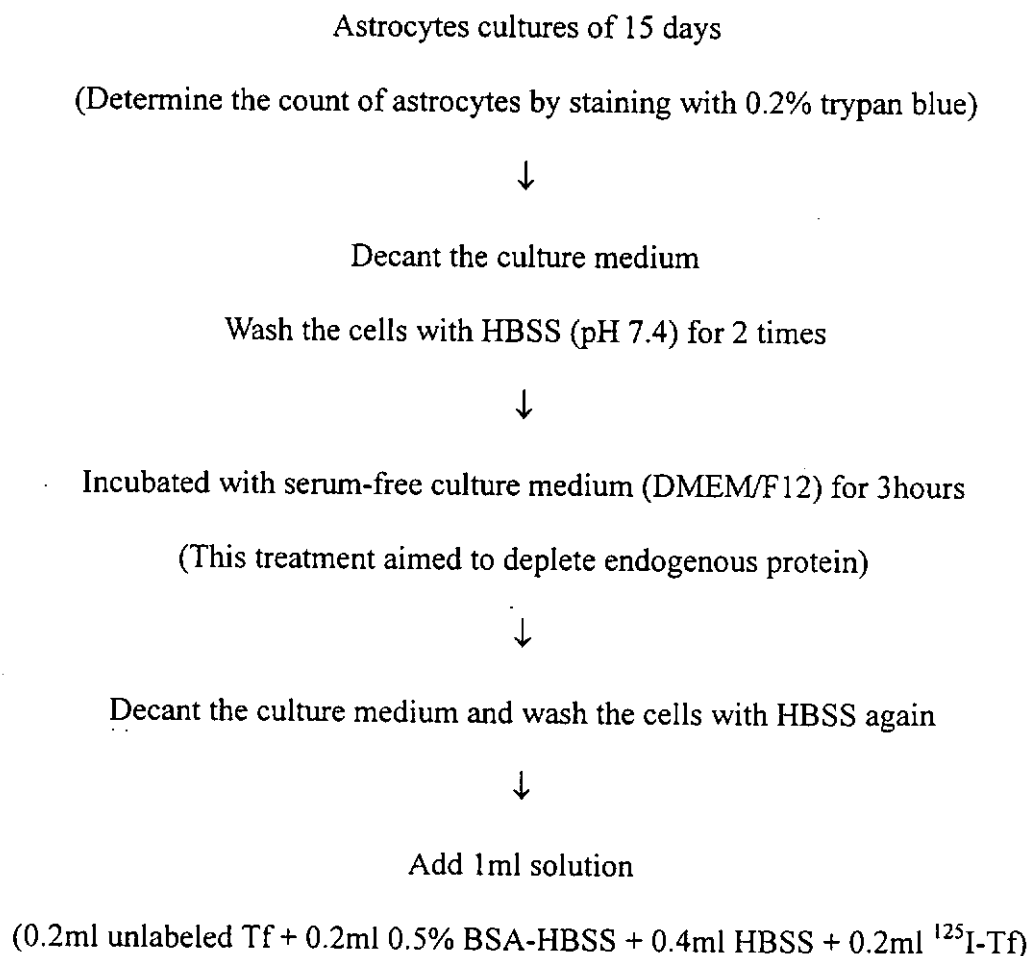 Astrocytes cultures of 15 days
(Determine the count of astrocytes by staining with 0.2% trypan blue)
↓
Decant the culture medium
Wash the cells with HBSS (pH 7.4) for 2 times
↓
Incubated with serum-free culture medium (DMEM/F12) for 3hours
(This treatment aimed to deplete endogenous protein)
↓
Decant the culture medium and wash the cells with HBSS again
↓
Add 1ml solution
(0.2ml unlabeled Tf + 0.2ml 0.5% BSA-HBSS + 0.4ml HBSS + 0.2ml ¹²⁵I-Tf)